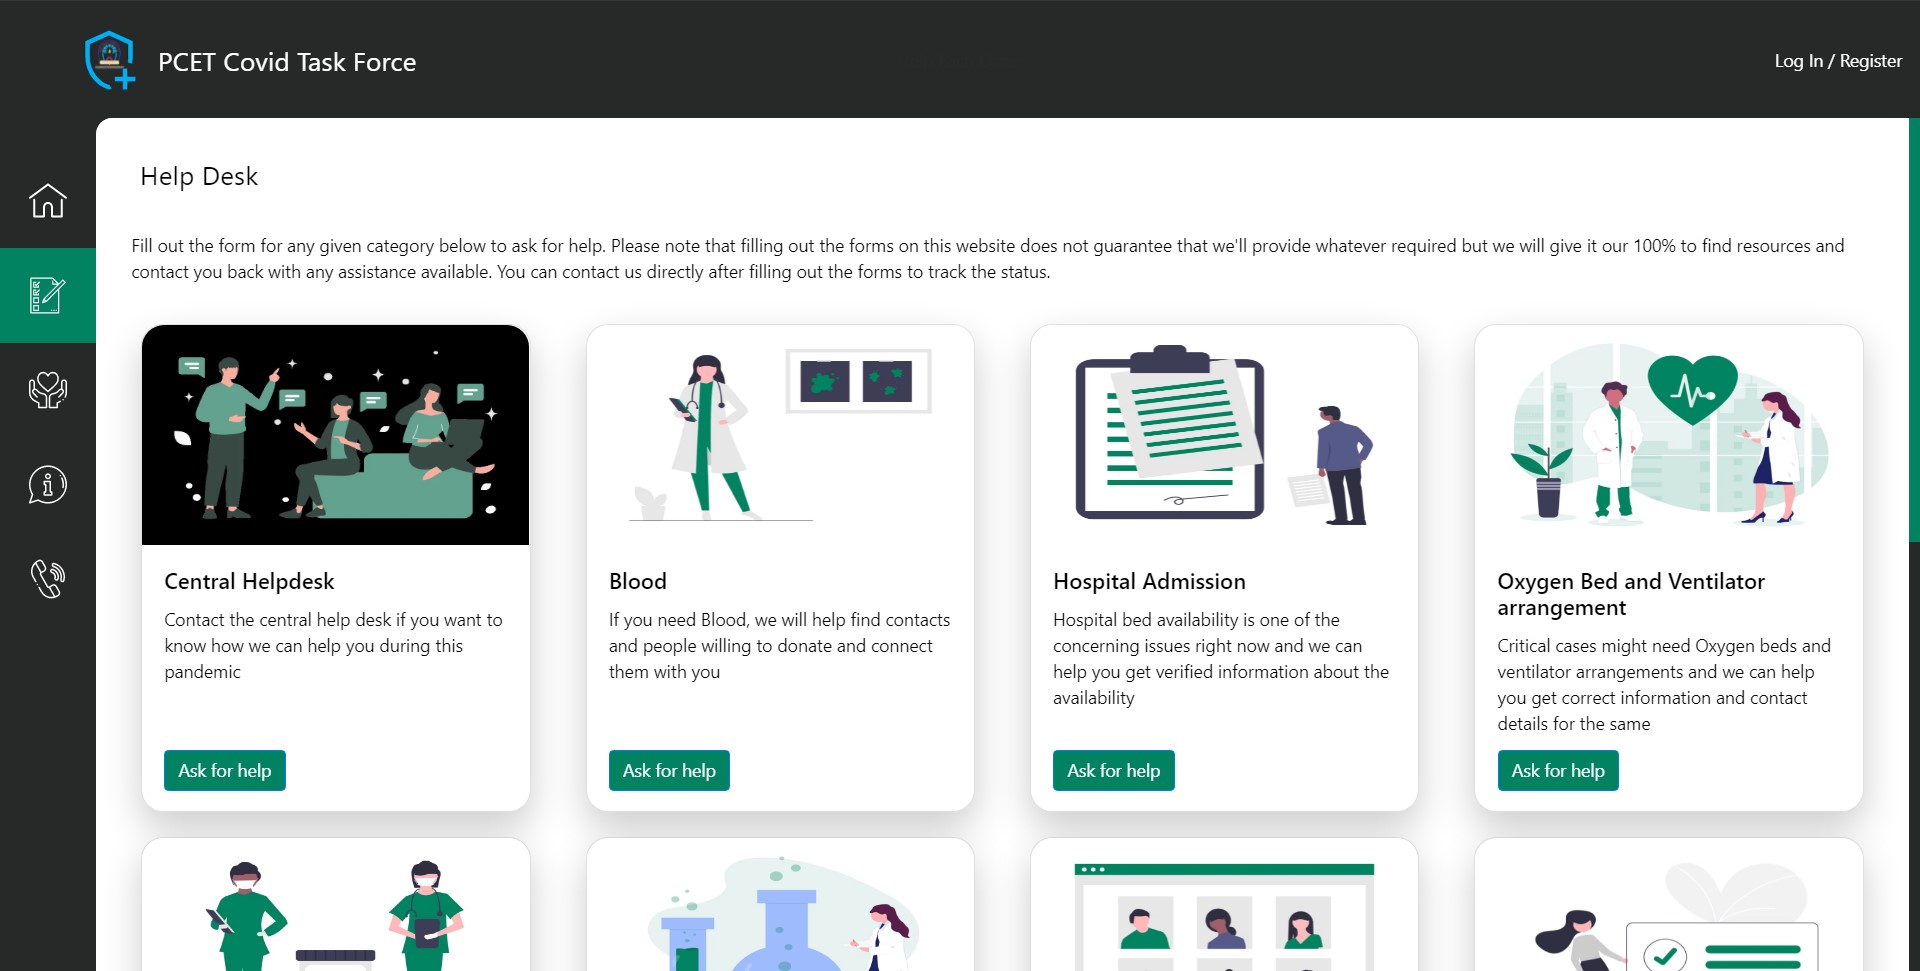 PCET Covid Task Force
Log In / Register
Help Desk
Fill out the form for any given category below to ask for help. Please note that filling out the forms on this website does not guarantee that we'll provide whatever required but we will give it our 100% to find resources and
contact you back with any assistance available. You can contact us directly after filling out the forms to track the status.
Central Helpdesk
Contact the central help desk if you want to
know how we can help you during this
pandemic
Ask for help
Blood
If you need Blood, we will help find contacts
and people willing to donate and connect
them with you
Ask for help
Hospital Admission
Hospital bed availability is one of the
concerning issues right now and we can
help you get verified information about the
availability
Ask for help
Oxygen Bed and Ventilator
arrangement
Critical cases might need Oxygen beds and
ventilator arrangements and we can help
you get correct information and contact
details for the same
Ask for help